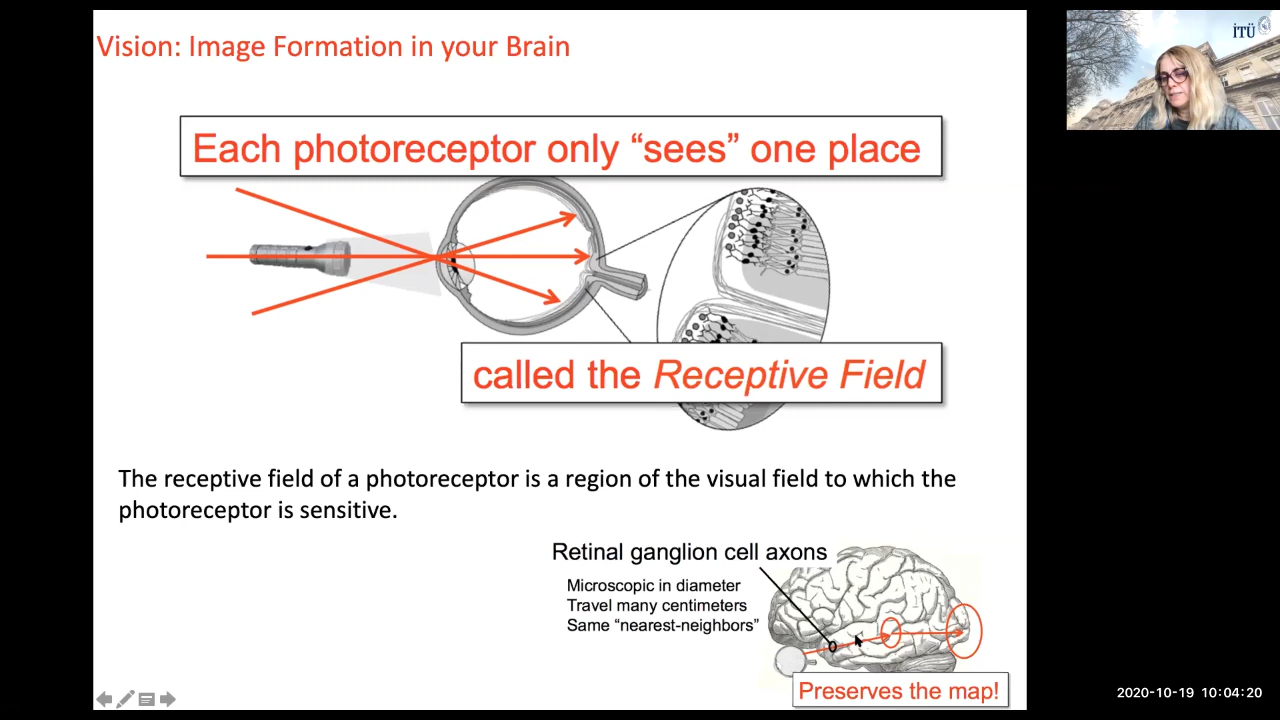 Vision: Image Formation in your Brain
İTÜ
Each photoreceptor only “sees” one place
called the Receptive Field
The receptive field of a photoreceptor is a region of the visual field to which the
photoreceptor is sensitive.
Retinal ganglion cell axons
Microscopic in diameter
Travel many centimeters
Same “nearest-neighbors”
Preserves the map!
2020-10-19 10:04:20